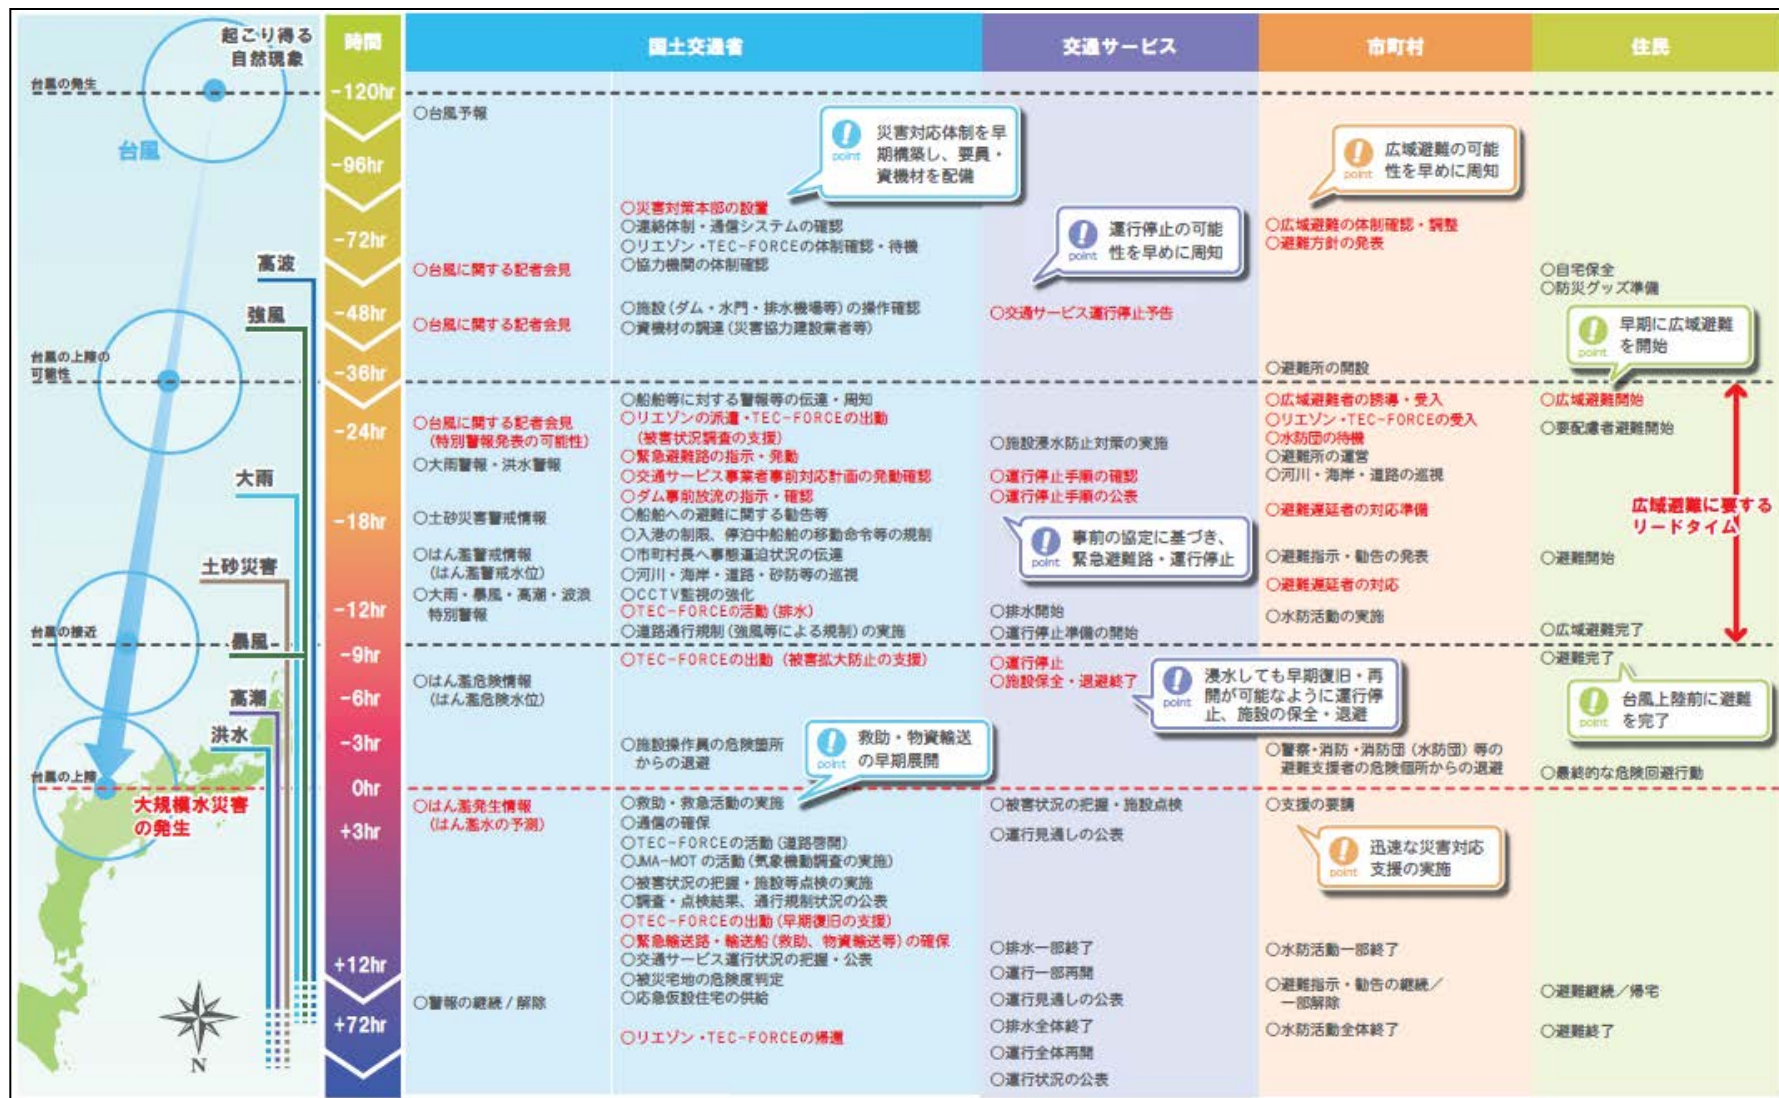 起こり得る
自然現象
時間
国土交通省
交通サービス
市町村
住民
台風の発生
台風
高波
強風
台風の上陸の
可能性
大雨
土砂災害
台風の接近
暴風
高潮
洪水
台風の上陸
大規模水災害
の発生
N
-120hr
-96hr
-72hr
-48hr
-36hr
-24hr
-18hr
-12hr
-9hr
-6hr
-3hr
0hr
+3hr
+12hr
+72hr
○台風予報
○台風に関する記者会見
○台風に関する記者会見
○台風に関する記者会見
(特別警報発表の可能性)
○大雨警報・洪水警報
○土砂災害警戒情報
○はん濫警戒情報
(はん濫警戒水位)
○大雨・暴風・高潮・波浪
特別警報
○はん濫危険情報
(はん濫危険水位)
○はん濫発生情報
(はん濫水の予測)
○警報の継続/解除
point
災害対応体制を早
期構築し、要員・
資機材を配備
○災害対策本部の設置
○連絡体制・通信システムの確認
○リエゾン・TEC-FORCEの体制確認・待機
○協力機関の体制確認
○施設(ダム・水門・排水機場等)の操作確認
○資機材の調達(災害協力建設業者等)
○船舶等に対する警報等の伝達・周知
○リエゾンの派遣・TEC-FORCEの出動
(被害状況調査の支援)
○緊急避難路の指示・発動
○交通サービス事業者事前対応計画の発動確認
○ダム事前放流の指示・確認
○船舶への避難に関する勧告等
○入港の制限、停泊中船舶の移動命令等の規制
○市町村長へ事態逼迫状況の伝達
○河川・海岸・道路・砂防等の巡視
○CCTV監視の強化
○TEC-FORCEの活動(排水)
○道路通行規制(強風等による規制)の実施
○TEC-FORCEの出動 (被害拡大防止の支援)
○施設操作員の危険箇所
からの退避
point
救助・物資輸送
の早期展開
○救助・救急活動の実施
○通信の確保
○TEC-FORCEの活動(道路啓開)
○JMA-MOTの活動(気象機動調査の実施)
○被害状況の把握・施設等点検の実施
○調査・点検結果、通行規制状況の公表
○TEC-FORCEの出動(早期復旧の支援)
○緊急輸送路・輸送船(救助、物資輸送等)の確保
○交通サービス運行状況の把握・公表
○被災宅地の危険度判定
○応急仮設住宅の供給
○リエゾン・TEC-FORCEの帰還
point
運行停止の可能
性を早めに周知
○交通サービス運行停止予告
○施設浸水防止対策の実施
○運行停止手順の確認
○運行停止手順の公表
point
事前の協定に基づき、
緊急避難路・運行停止
○排水開始
○運行停止準備の開始
○運行停止
○施設保全・退避終了
point
浸水しても早期復旧・再
開が可能なように運行停
止、施設の保全・退避
○被害状況の把握・施設点検
○運行見通しの公表
○排水一部終了
○運行一部再開
○運行見通しの公表
○排水全体終了
○運行全体再開
○運行状況の公表
point
広域避難の可能
性を早めに周知
○広域避難の体制確認・調整
○避難方針の発表
○避難所の開設
○広域避難者の誘導・受入
○リエゾン・TEC-FORCEの受入
○水防団の待機
○避難所の運営
○河川・海岸・道路の巡視
○避難遅延者の対応準備
○避難指示・勧告の発表
○避難遅延者の対応
○水防活動の実施
○警察・消防・消防団(水防団)等の
避難支援者の危険個所からの退避
○支援の要請
point
迅速な災害対応
支援の実施
○水防活動一部終了
○避難指示・勧告の継続/
一部解除
○水防活動全体終了
○自宅保全
○防災グッズ準備
point
早期に広域避難
を開始
○広域避難開始
○要配慮者避難開始
広域避難に要する
リードタイム
○避難開始
○広域避難完了
○避難完了
point
台風上陸前に避難
を完了
○最終的な危険回避行動
○避難継続/帰宅
○避難終了